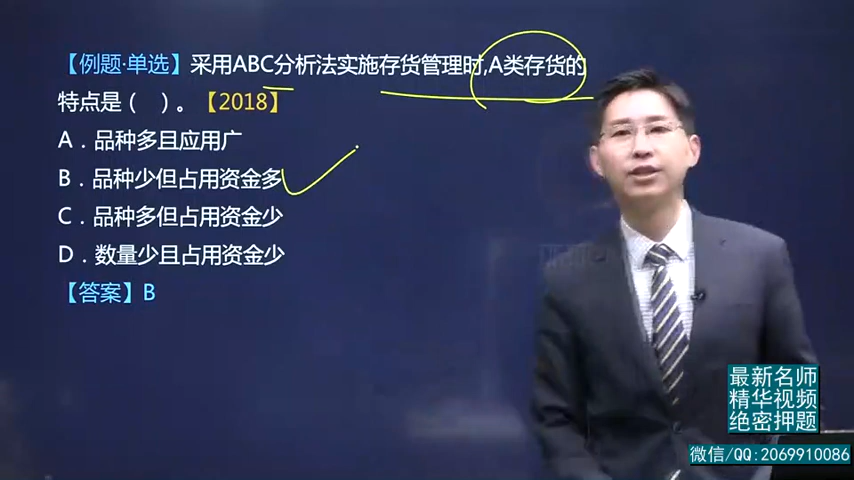 【例题·单选】采用ABC分析法实施存货管理时,A类存货的
特点是（ ）。【2018】
A．品种多且应用广
B．品种少但占用资金多
C．品种多但占用资金少
D．数量少且占用资金少
【答案】B
最新名师
精华视频
绝密押题
微信/QQ:2069910086